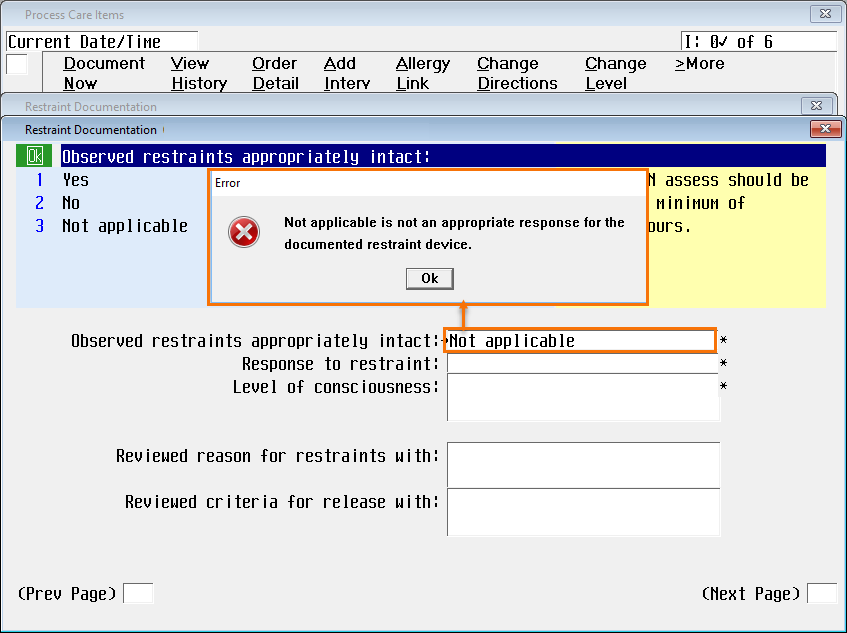 Process Care Items
Current Date/Time
I: 0✓ of 6
Document Now
View History
Order Detail
Add Interv
Allergy Link
Change Directions
Change Level
>More
Restraint Documentation
Restraint Documentation
Ok
Observed restraints appropriately intact:
1 Yes
2 No
3 Not applicable
N assess should be
minimum of
ours.
Error
Not applicable is not an appropriate response for the
documented restraint device.
Ok
Observed restraints appropriately intact: Not applicable *
Response to restraint: *
Level of consciousness: *
Reviewed reason for restraints with:
Reviewed criteria for release with:
(Prev Page)
(Next Page)